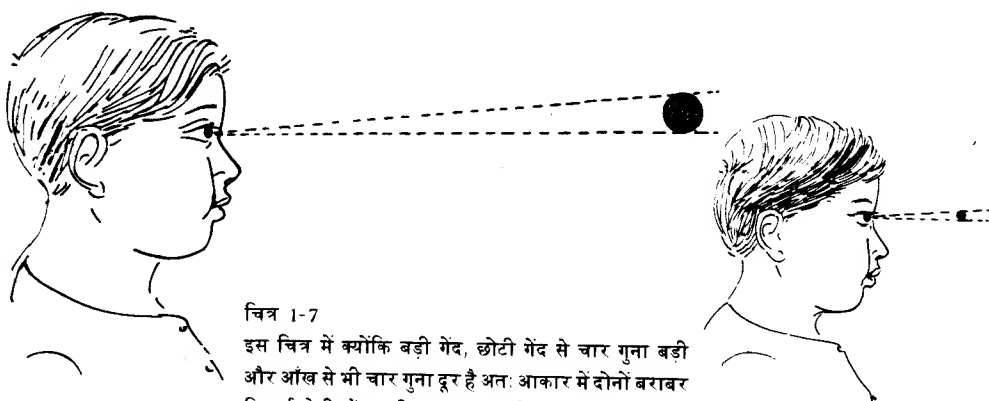 चित्र 1-7
इस चित्र में क्योंकि बड़ी गेंद, छोटी गेंद से चार गुना बड़ी
और आँख से भी चार गुना दूर है अत: आकार में दोनों बराबर